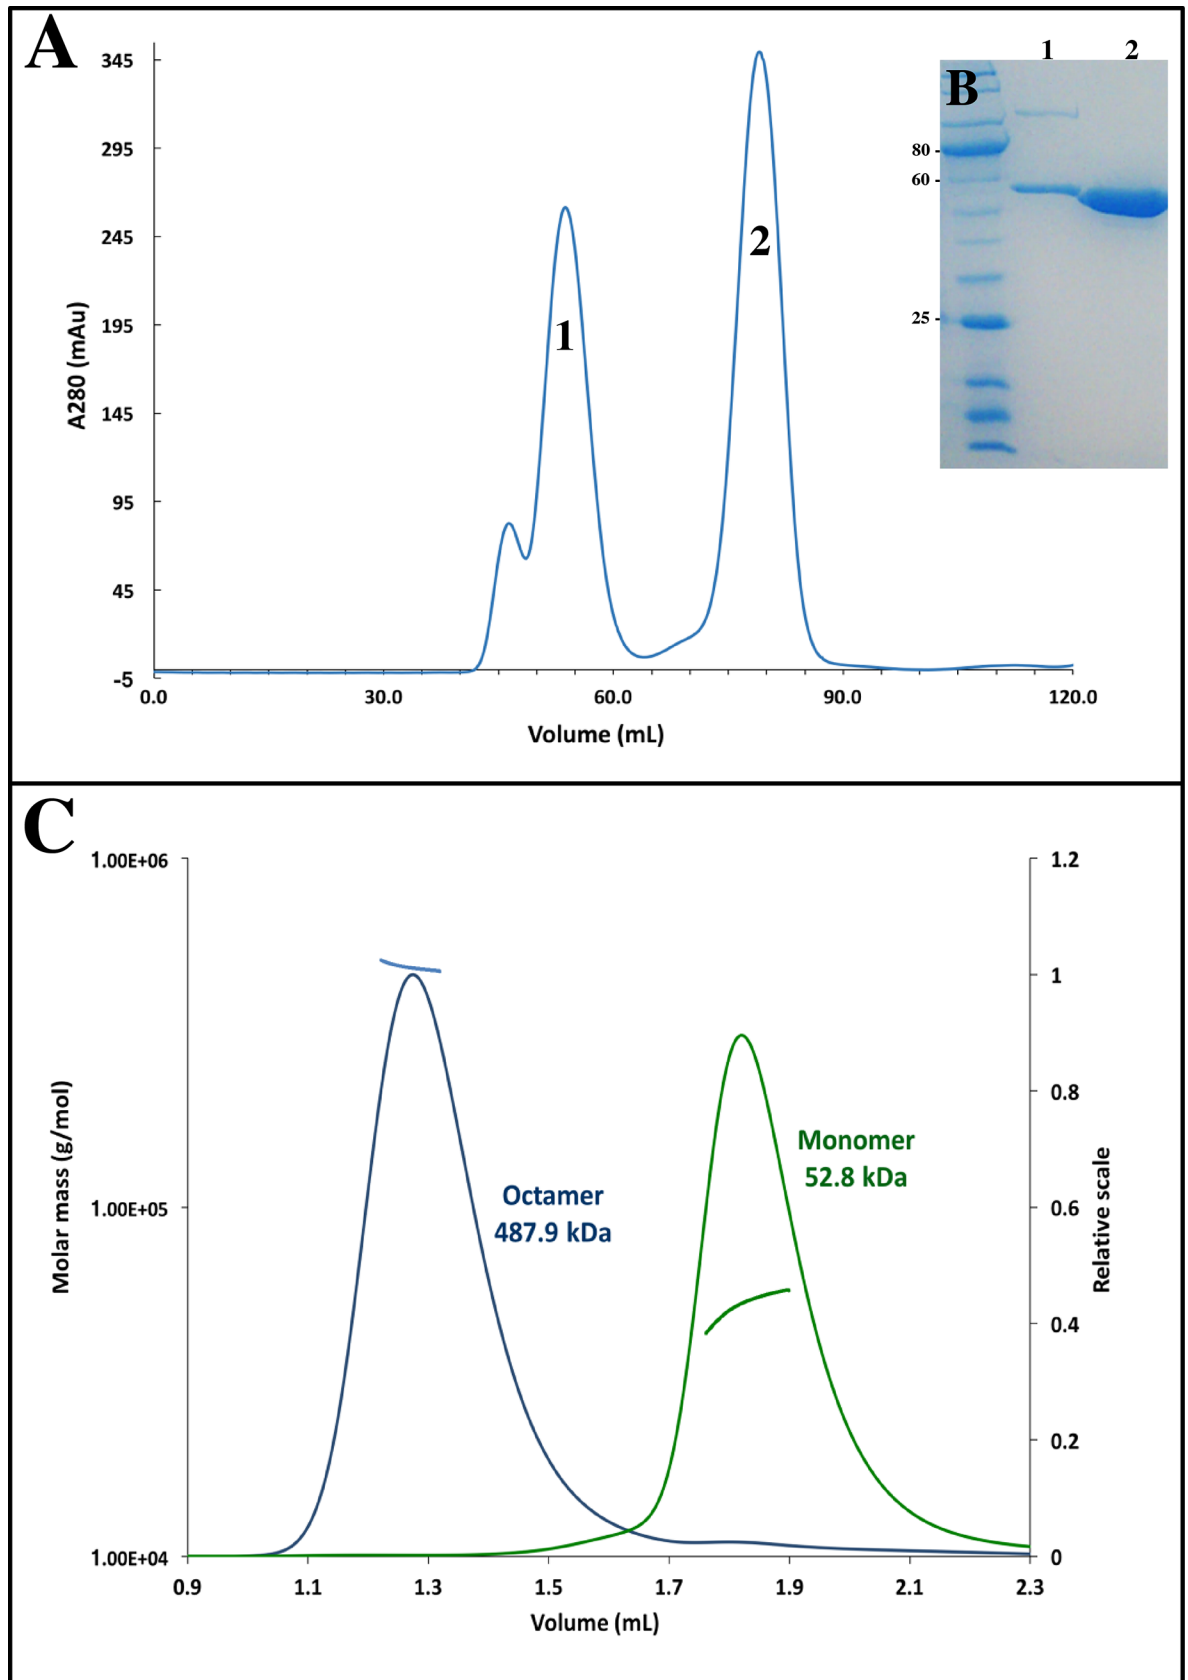 A
345
295
245
195
145
95
45
-5
A280 (mAu)
1
2
0.0 30.0 60.0 90.0 120.0
Volume (mL)
B
1 2
80 -
60 -
25 -
C
1.00E+06
1.00E+05
1.00E+04
Molar mass (g/mol)
Octamer
487.9 kDa
Monomer
52.8 kDa
1.2
1
0.8
0.6
0.4
0.2
0
Relative scale
0.9 1.1 1.3 1.5 1.7 1.9 2.1 2.3
Volume (mL)